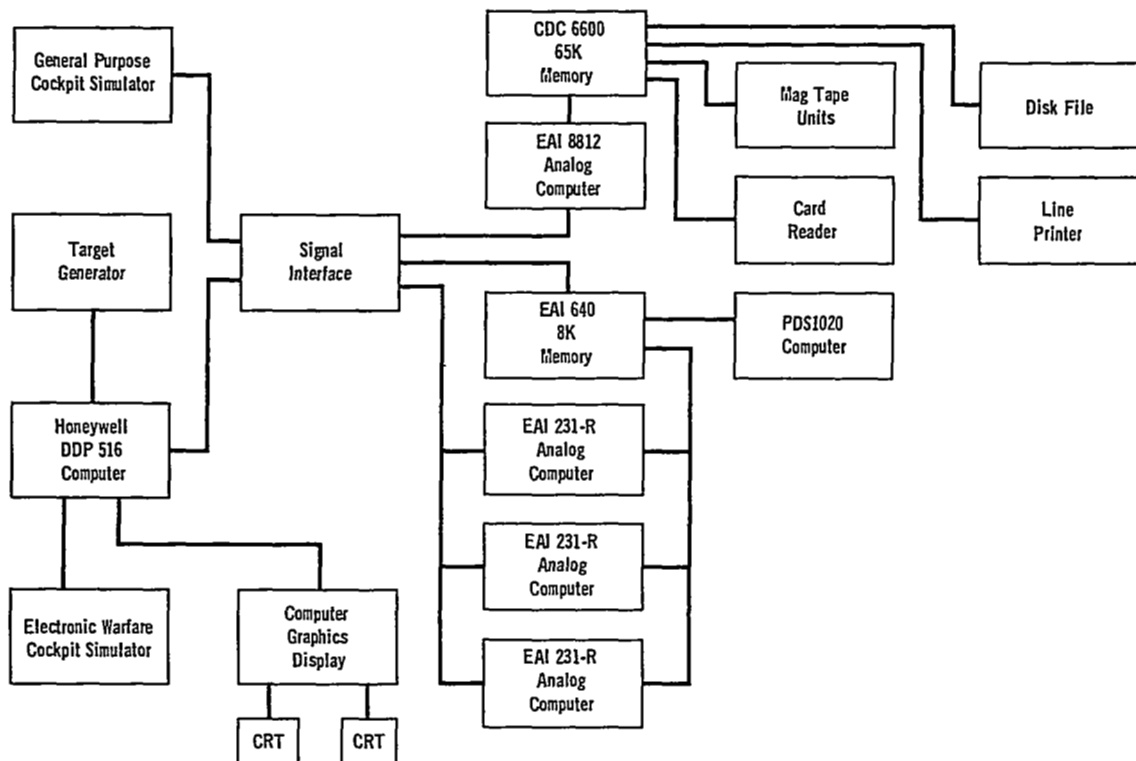 General Purpose
Cockpit Simulator
CDC 6600
65K
Memory
Mag Tape
Units
Disk File
EAI 8812
Analog
Computer
Card
Reader
Line
Printer
Target
Generator
Signal
Interface
EAI 640
8K
Memory
PDS1020
Computer
Honeywell
DDP 516
Computer
EAI 231-R
Analog
Computer
EAI 231-R
Analog
Computer
Electronic Warfare
Cockpit Simulator
Computer
Graphics
Display
EAI 231-R
Analog
Computer
CRT
CRT